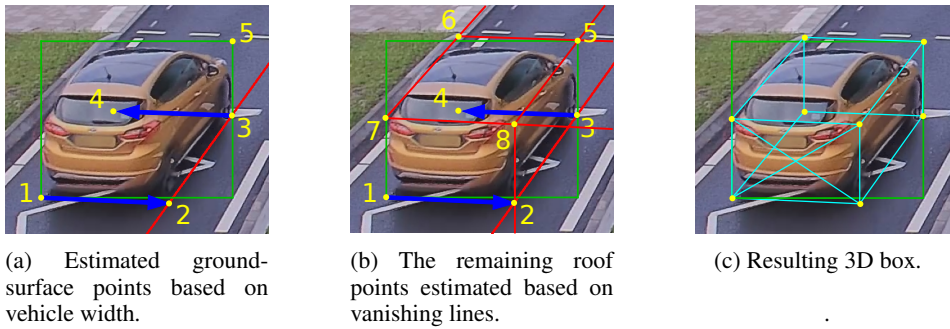 5
4
3
1
2
6
5
4
3
7
8
1
2
(a) Estimated ground-
surface points based on
vehicle width.
(b) The remaining roof
points estimated based on
vanishing lines.
(c) Resulting 3D box.
.